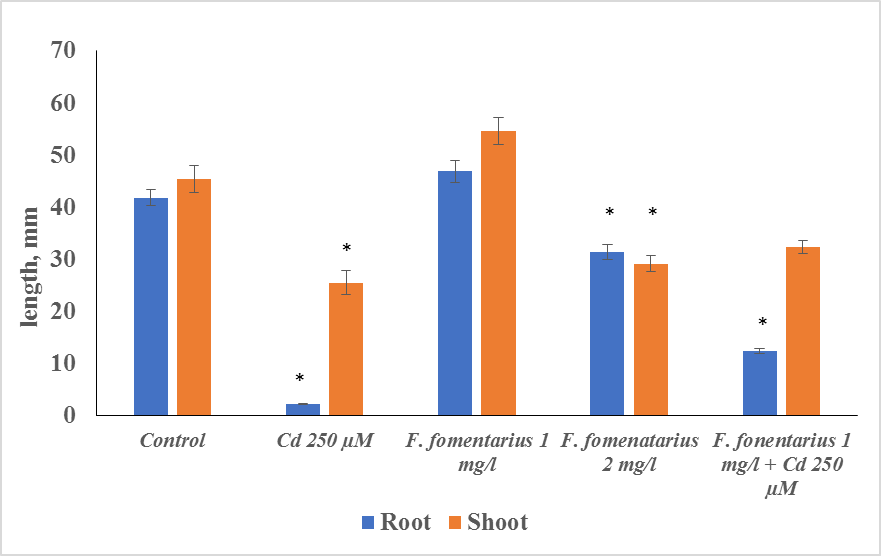 70
60
50
40
30
20
10
0
length, mm
*
*
*
*
*
Control
Cd 250 µM
F. fomentarius 1
mg/l
F. fomenatarius
2 mg/l
F. fonentarius 1
mg/l + Cd 250
µM
Root
Shoot